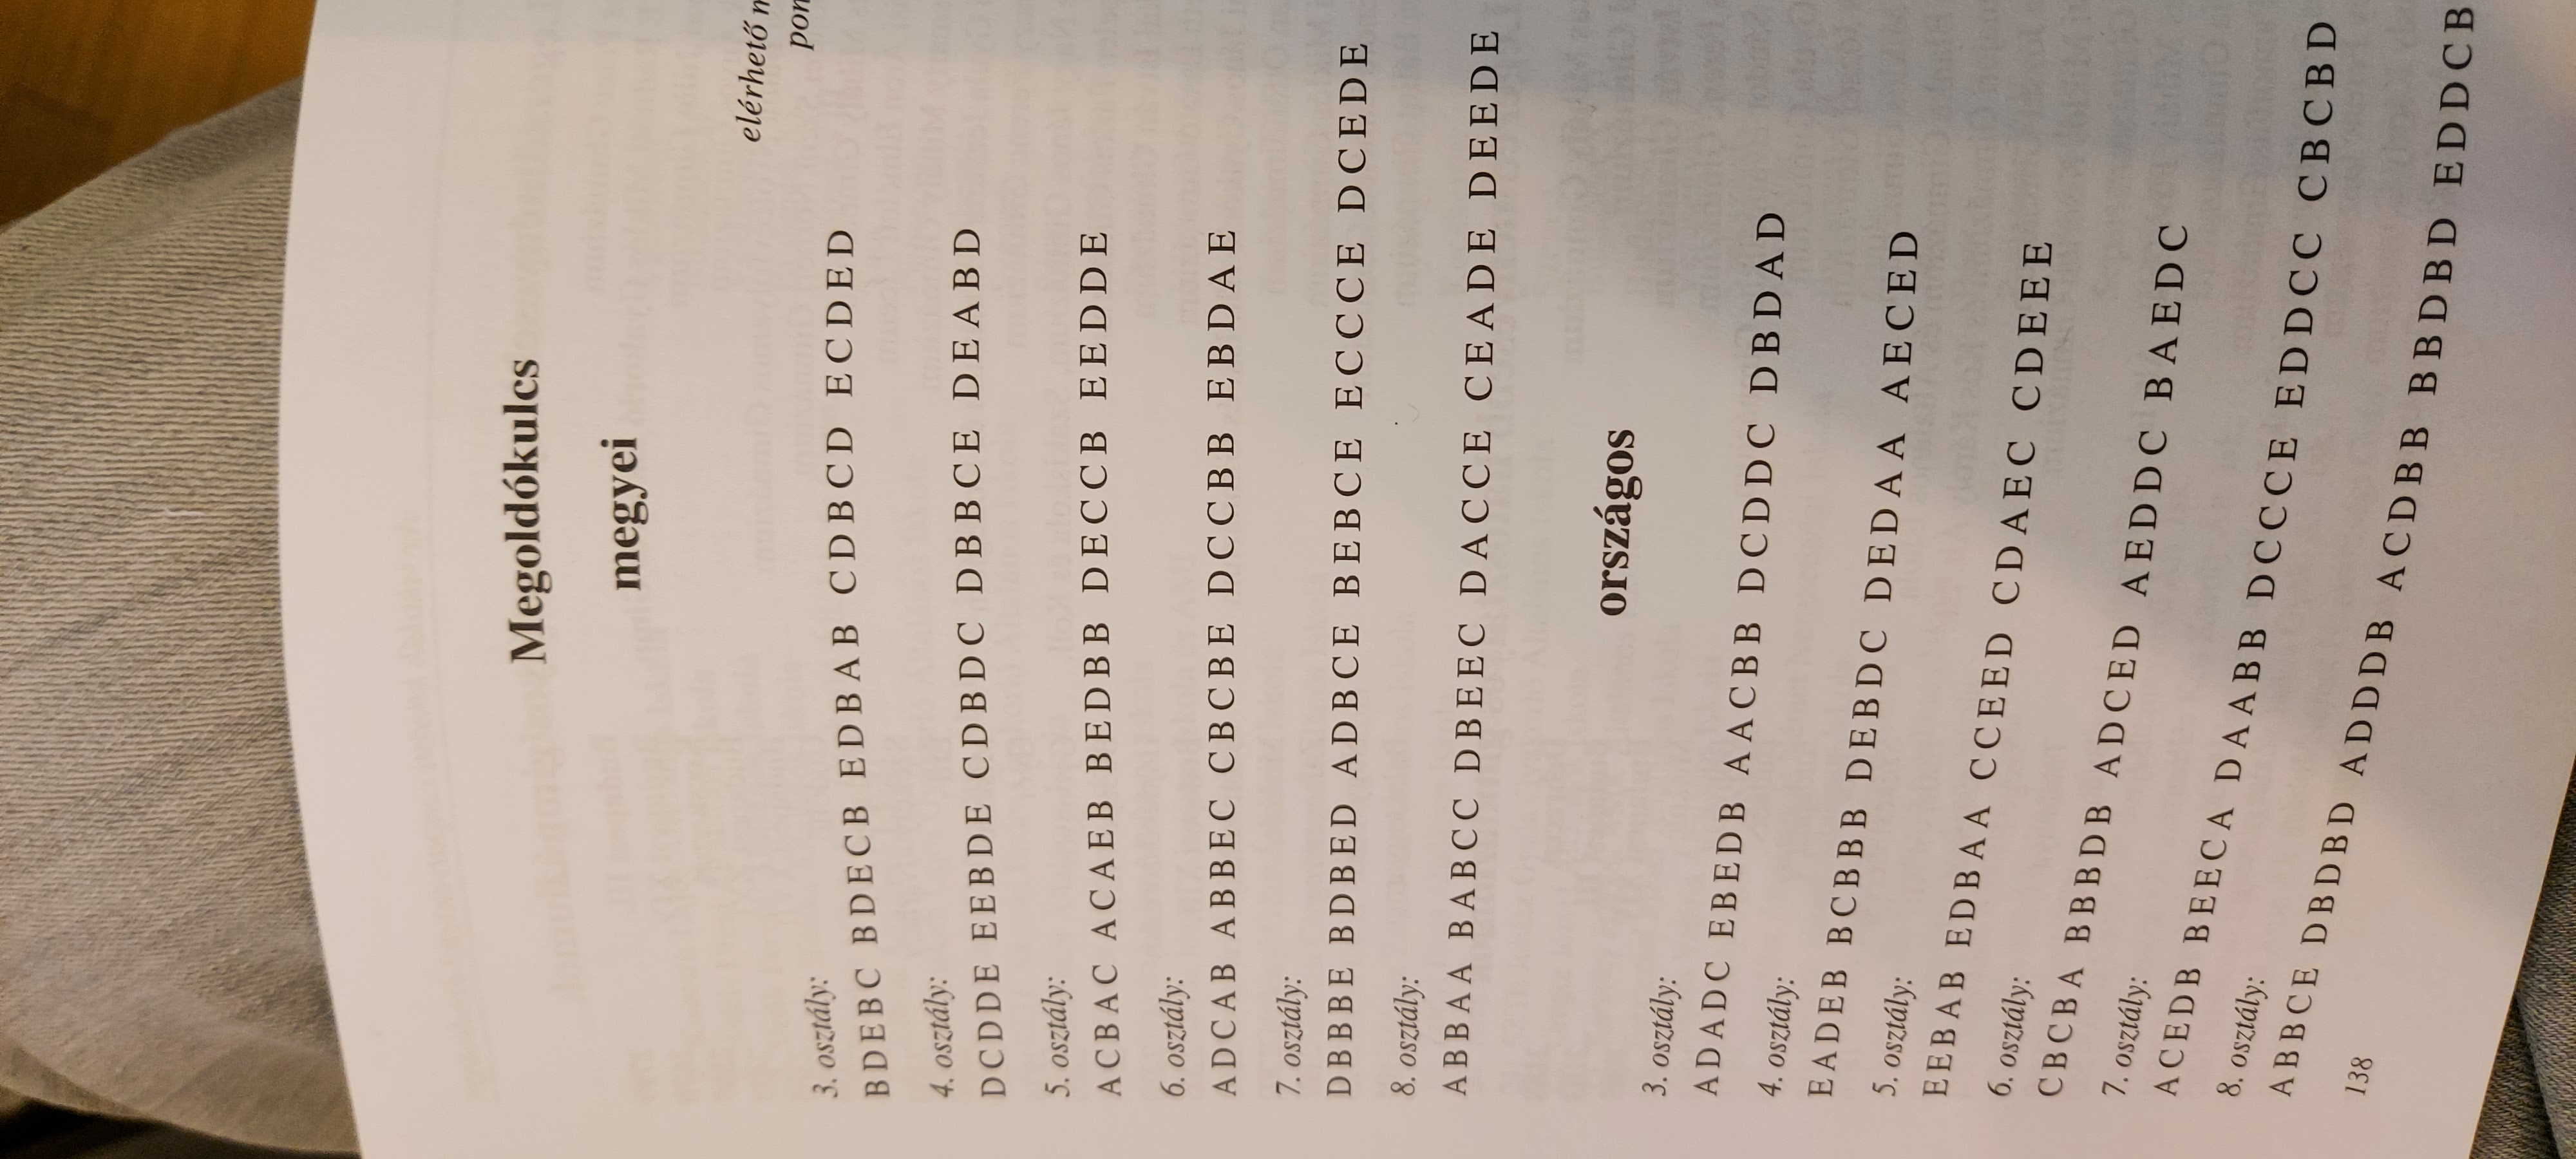 elérhető
pon
Megoldókulcs
megyei
3. osztály:
BDEBC BDECB EDBAB CDBCD ECDED
4. osztály:
DCDDE EEBDE CDBDC DBBCE DEABD
5. osztály:
ACBAC ACAEB BEDBB DECCB EEDDE
6. osztály:
ADCAB ABBEC CBCBE DCCBB EBDAE
7. osztály:
DBBBE BDBED ADBCE BEBCE ECCCE DCEDE
8. osztály:
ABBAA BABCC DBEEC DACCE CEADE DEEDE
országos
3. osztály:
ADADC EBEDB AACBB DCDDC DBDAD
4. osztály:
EADEB BCBBB DEBDC DEDAA AECED
5. osztály:
EEBAB EDBAA CCEED CDAEC CDEEE
6. osztály:
CBCBA BBBDB ADCED AEDDC BAEDC
7. osztály:
ACEDB BEECA DAABB DCCCE EDDCC CBCBD
8. osztály:
ABBCE DBDBD ADDDB ACDBB BBDBD EDDCB
138